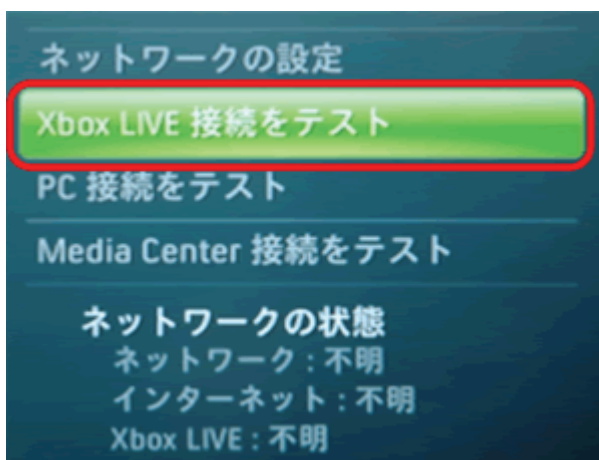 ネットワークの設定
Xbox LIVE 接続をテスト
PC 接続をテスト
Media Center 接続をテスト
ネットワークの状態
ネットワーク : 不明
インターネット : 不明
Xbox LIVE : 不明